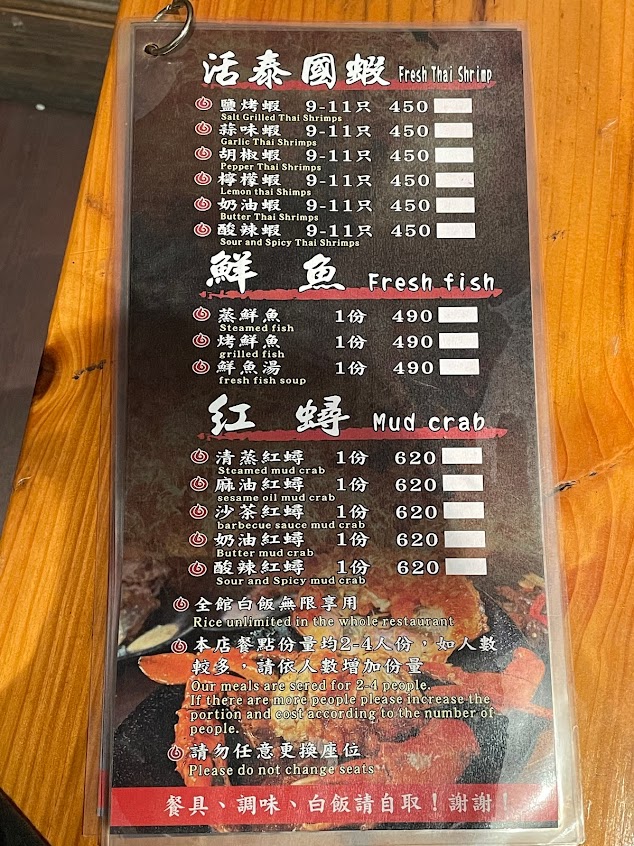 活泰國蝦 Fresh Thai Shrimp
鹽烤蝦 9-11只 450
Salt Grilled Thai Shrimps
蒜味蝦 9-11只 450
Garlic Thai Shrimps
胡椒蝦 9-11只 450
Pepper Thai Shrimps
檸檬蝦 9-11只 450
Lemon thai Shimps
奶油蝦 9-11只 450
Butter Thai Shrimps
酸辣蝦 9-11只 450
Sour and Spicy Thai Shrimps
鮮魚 Fresh fish
蒸鮮魚 1份 490
Steamed fish
烤鮮魚 1份 490
grilled fish
鮮魚湯 1份 490
fresh fish soup
紅蟳 Mud crab
清蒸紅蟳 1份 620
Steamed mud crab
麻油紅蟳 1份 620
sesame oil mud crab
沙茶紅蟳 1份 620
barbecue sauce mud crab
奶油紅蟳 1份 620
Butter mud crab
酸辣紅蟳 1份 620
Sour and Spicy mud crab
全館白飯無限享用
Rice unlimited in the whole restaurant
本店餐點份量均2-4人份，如人數
較多，請依人數增加份量
Our meals are sered for 2-4 people.
If there are more people please increase the
portion and cost according to the number of
people.
請勿任意更換座位
Please do not change seats
餐具、調味、白飯請自取！謝謝！